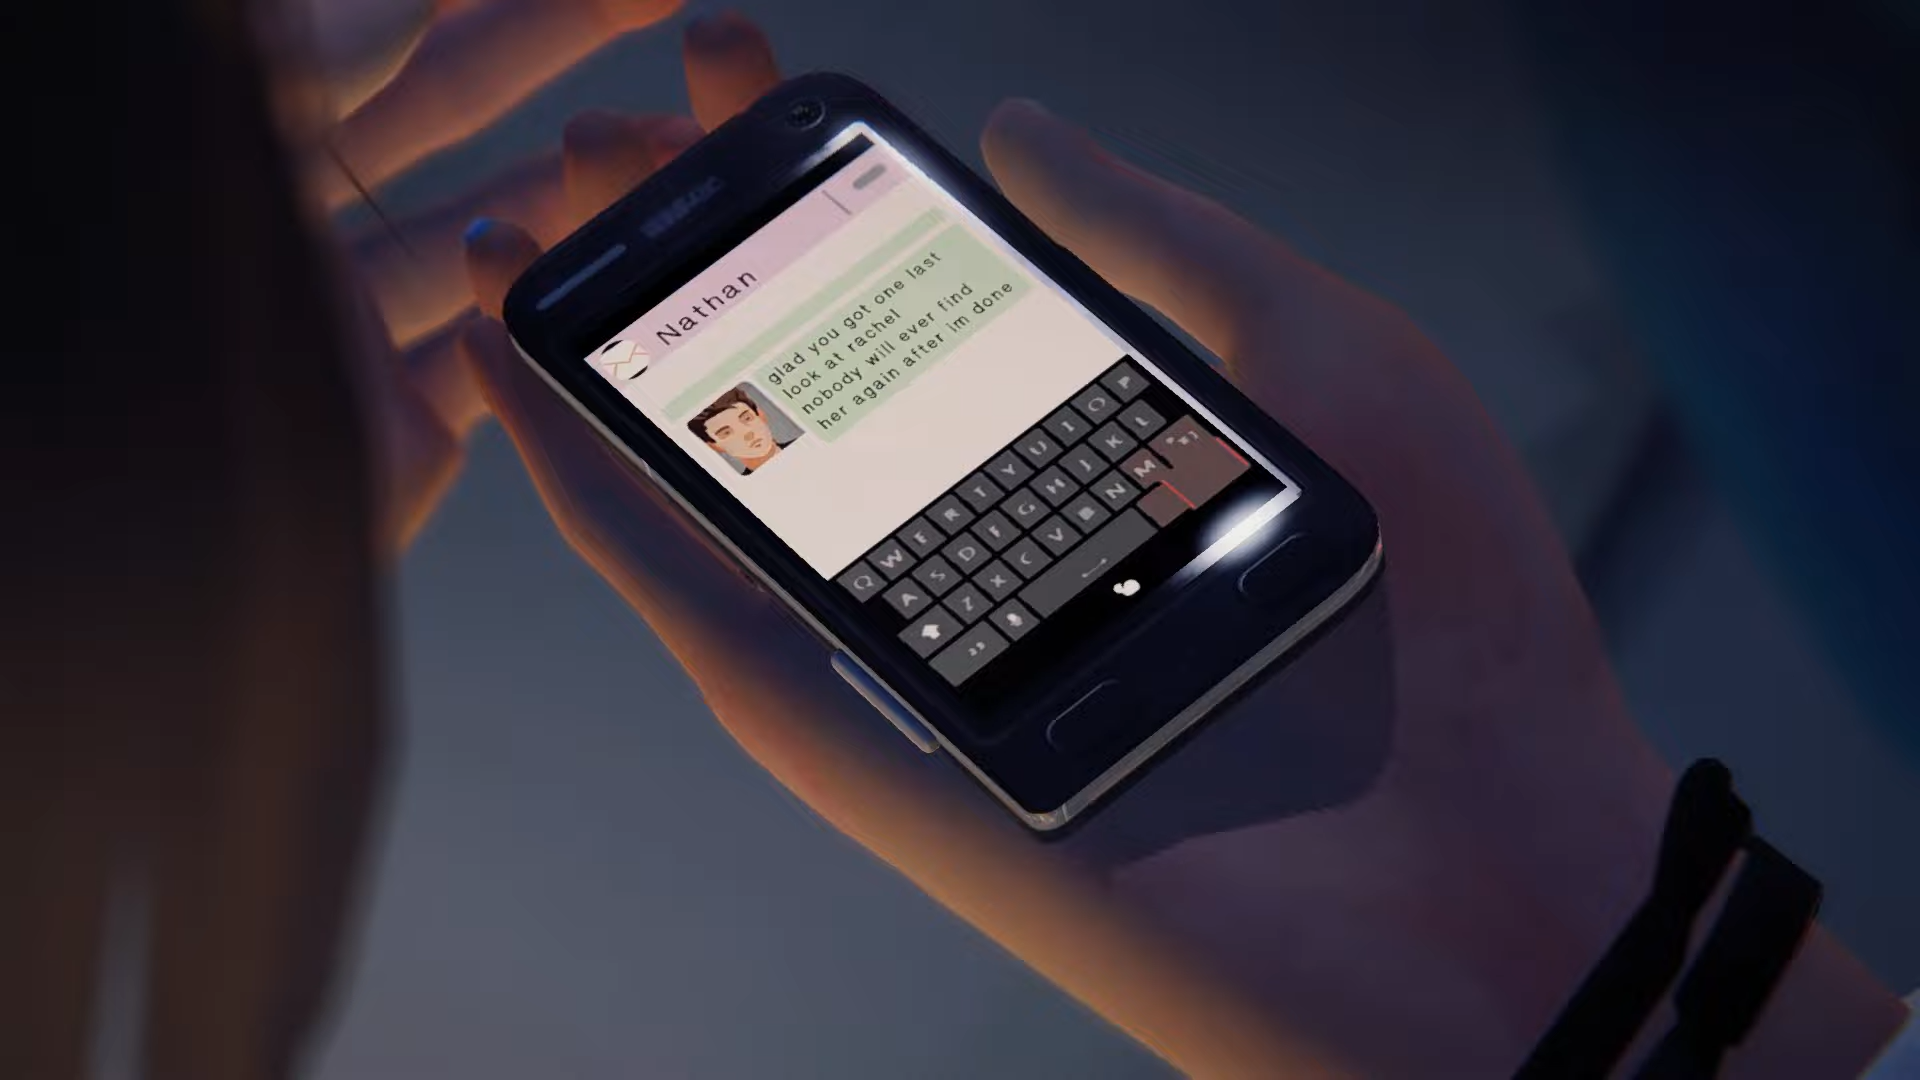 Nathan
glad you got one last
look at rachel
nobody will ever find
her again after im done
Q W E R T Y U I O P
A S D F G H J K L
Z X C V N M